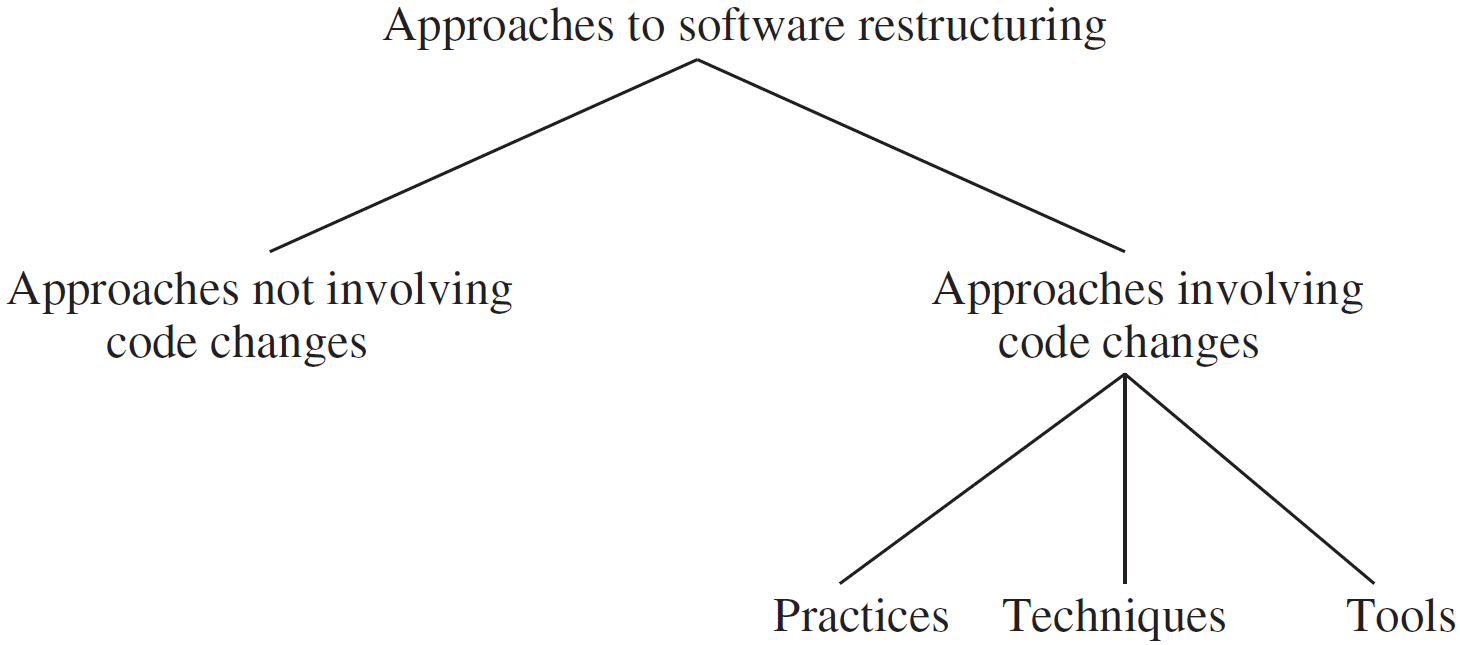 Approaches to software restructuring
Approaches not involving
code changes
Approaches involving
code changes
Practices
Techniques
Tools